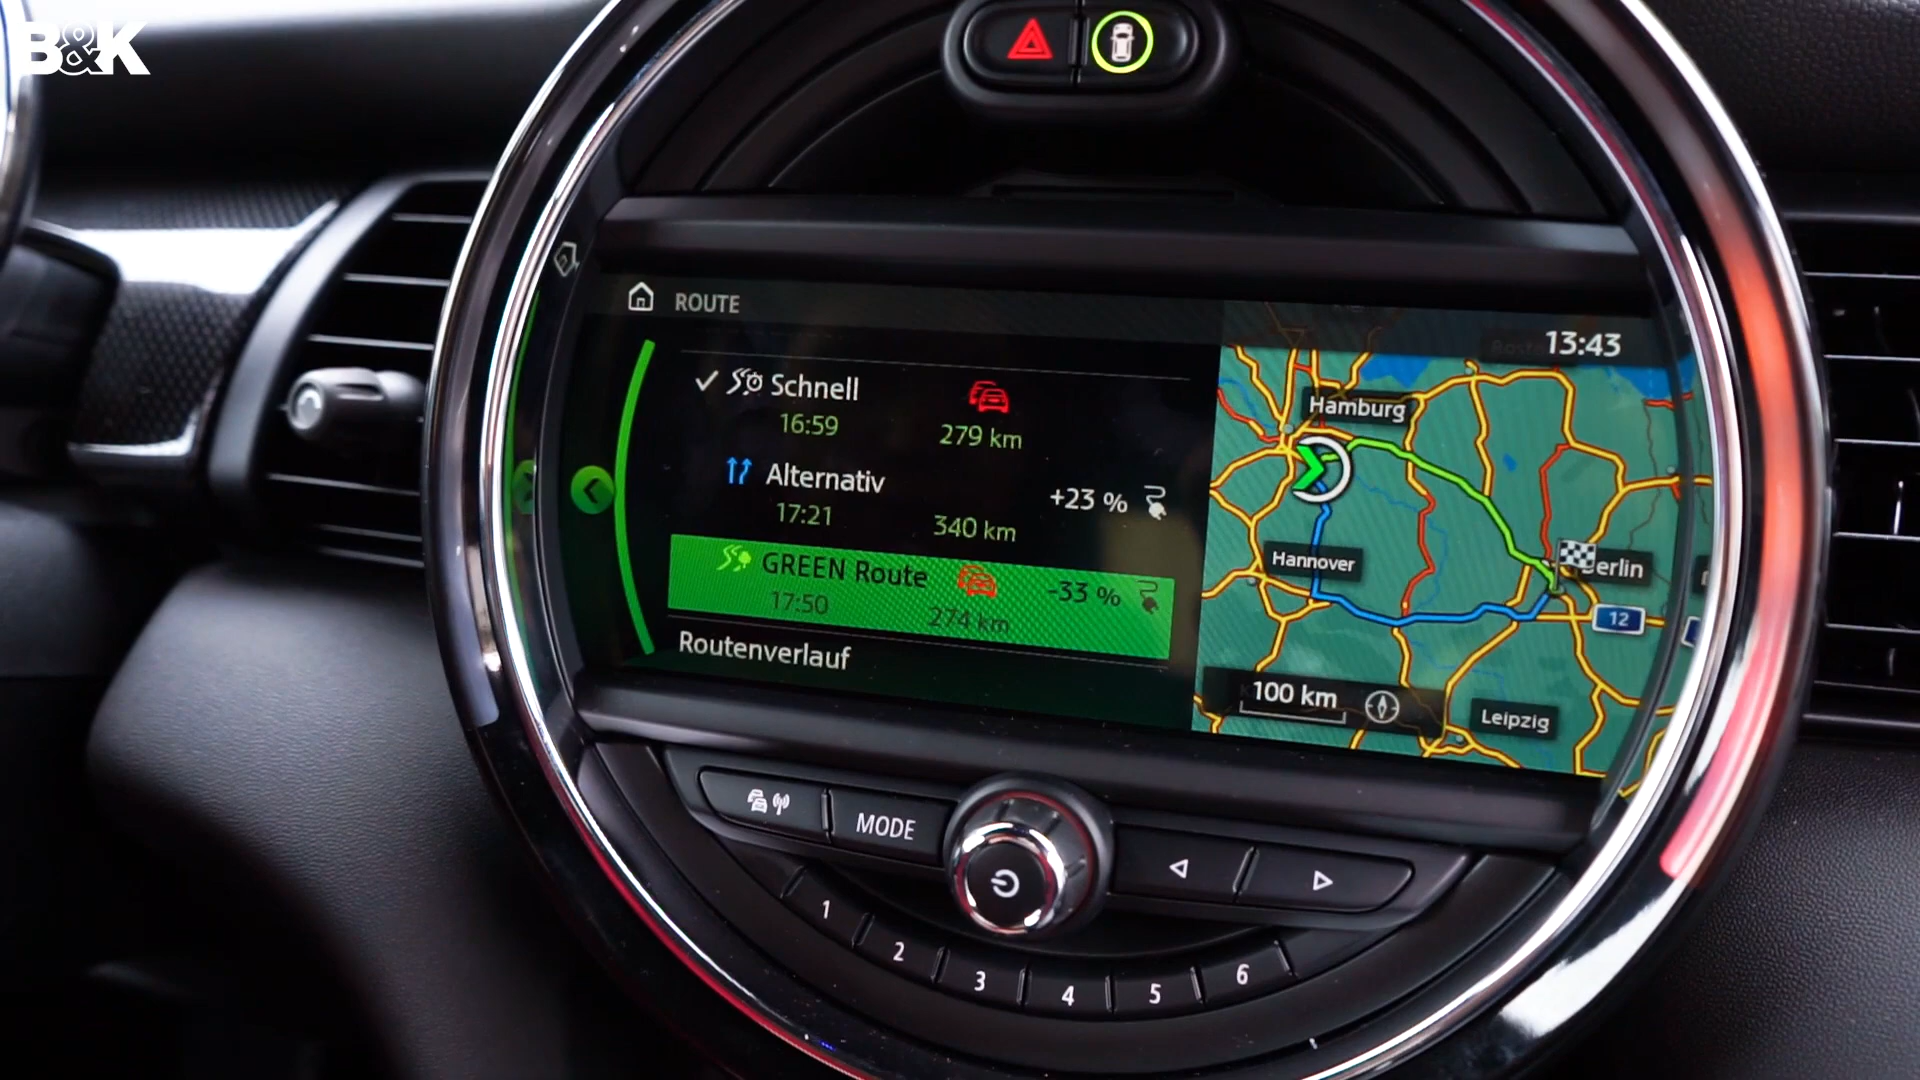 B&K
ROUTE
13:43
Schnell
16:59
279 km
Alternativ
+23 %
17:21
340 km
GREEN Route
-33 %
17:50
274 km
Routenverlauf
Hamburg
Hannover
erlin
12
100 km
Leipzig
MODE
1
2
3
4
5
6